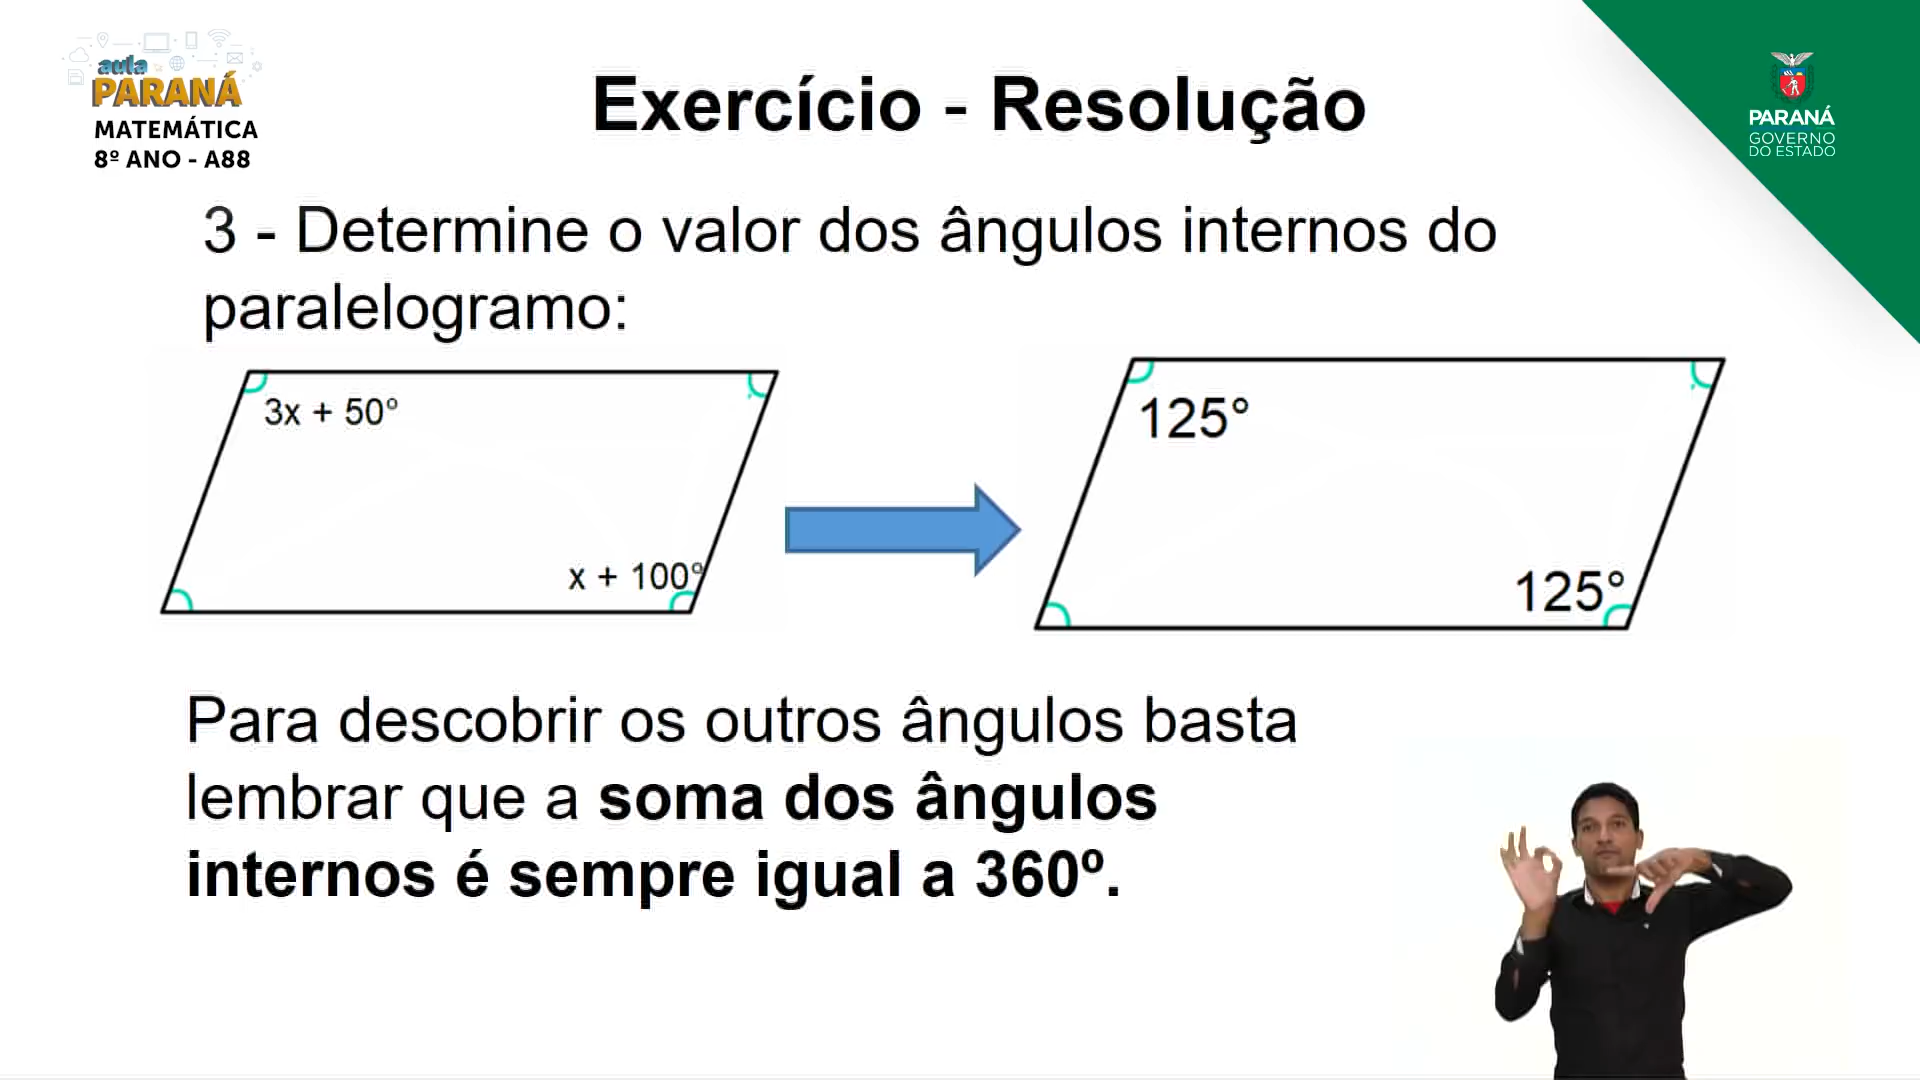 aula
PARANÁ
MATEMÁTICA
8º ANO - A88
Exercício - Resolução
PARANÁ
GOVERNO
DO ESTADO
3 - Determine o valor dos ângulos internos do
paralelogramo:
3x + 50º
x + 100º
125°
125°
Para descobrir os outros ângulos basta
lembrar que a soma dos ângulos
internos é sempre igual a 360º.